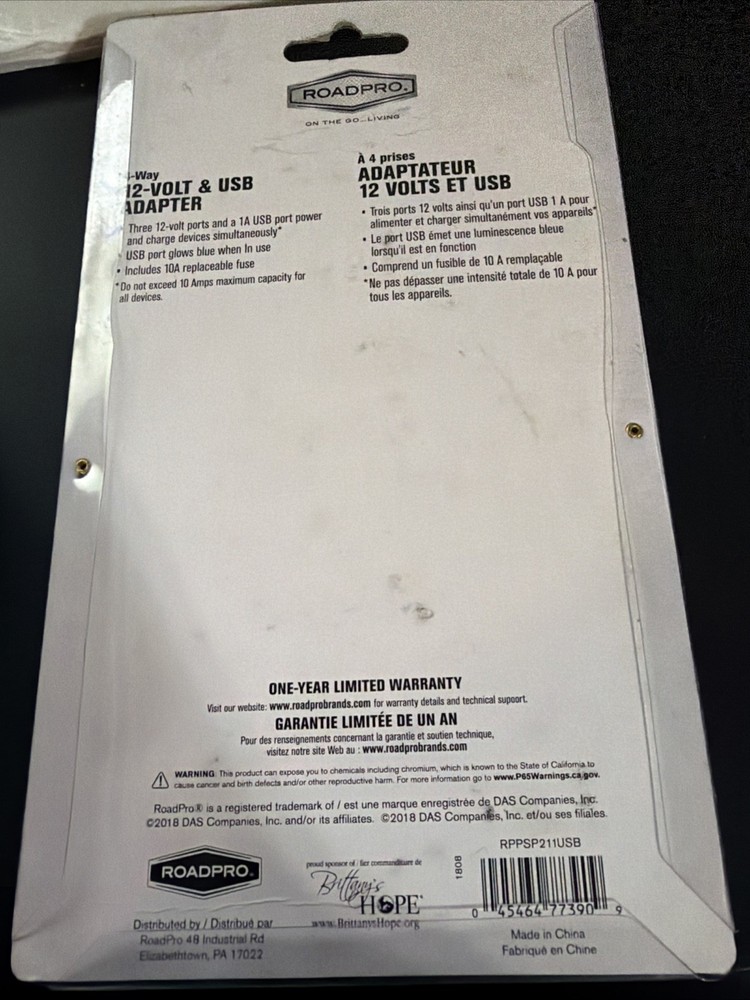 ROADPRO.
ON THE GO...LIVING
-Way
12-VOLT & USB
ADAPTER
Three 12-volt ports and a 1A USB port power
and charge devices simultaneously*
USB port glows blue when In use
• Includes 10A replaceable fuse
*Do not exceed 10 Amps maximum capacity for
all devices.
À 4 prises
ADAPTATEUR
12 VOLTS ET USB
• Trois ports 12 volts ainsi qu'un port USB 1 A pour
alimenter et charger simultanément vos appareils*
• Le port USB émet une luminescence bleue
lorsqu'il est en fonction
• Comprend un fusible de 10 A remplaçable
*Ne pas dépasser une intensité totale de 10 A pour
tous les appareils.
ONE-YEAR LIMITED WARRANTY
Visit our website: www.roadprobrands.com for warranty details and technical support.
GARANTIE LIMITÉE DE UN AN
Pour des renseignements concernant la garantie et soutien technique,
visitez notre site Web au : www.roadprobrands.com
WARNING: This product can expose you to chemicals including chromium, which is known to the State of California to
cause cancer and birth defects and/or other reproductive harm. For more information go to www.P65Warnings.ca.gov.
RoadPro® is a registered trademark of / est une marque enregistrée de DAS Companies, Inc.
©2018 DAS Companies, Inc. and/or its affiliates. ©2018 DAS Companies, Inc. et/ou ses filiales.
ROADPRO.
Distributed by / Distribué par
RoadPro 48 Industrial Rd
Elizabethtown, PA 17022
proud sponsor of / fier commanditaire de
Brittany's
HOPE
www.BrittanysHope.org
1808
RPPSP211USB
0 45464 77390 9
Made in China
Fabriqué en Chine